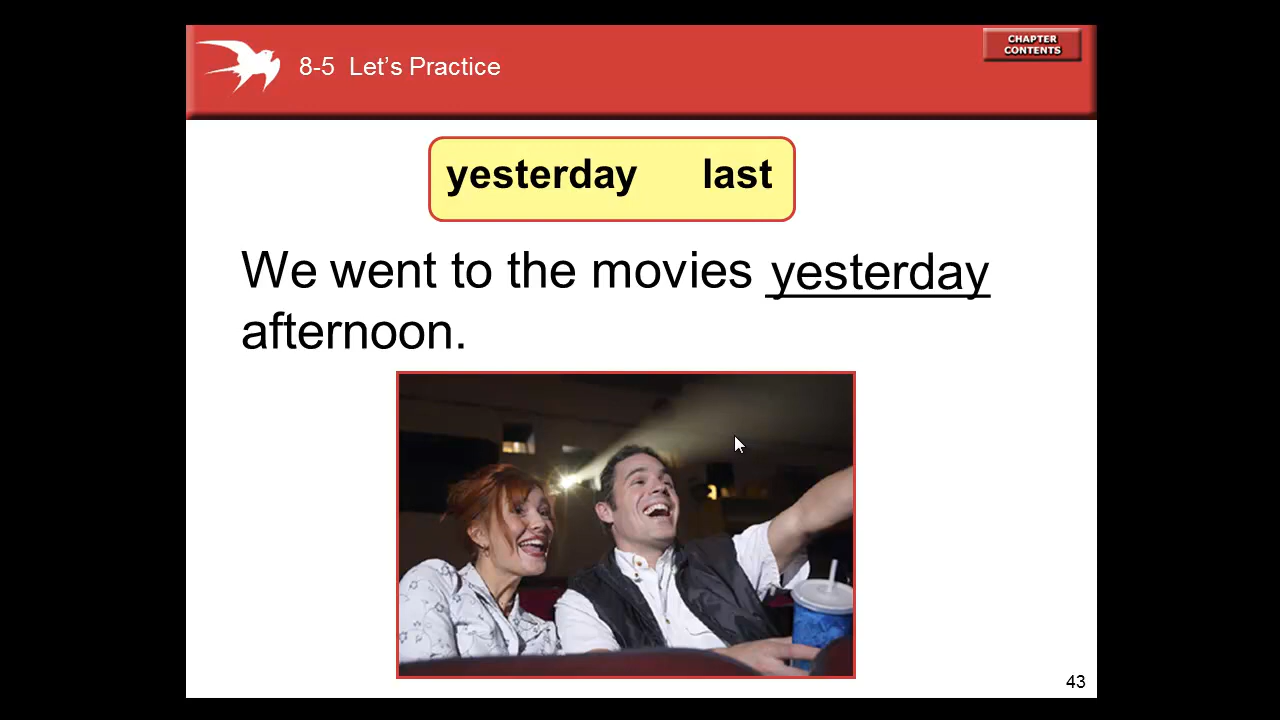 8-5 Let’s Practice
CHAPTER
CONTENTS
yesterday last
We went to the movies yesterday
afternoon.
43